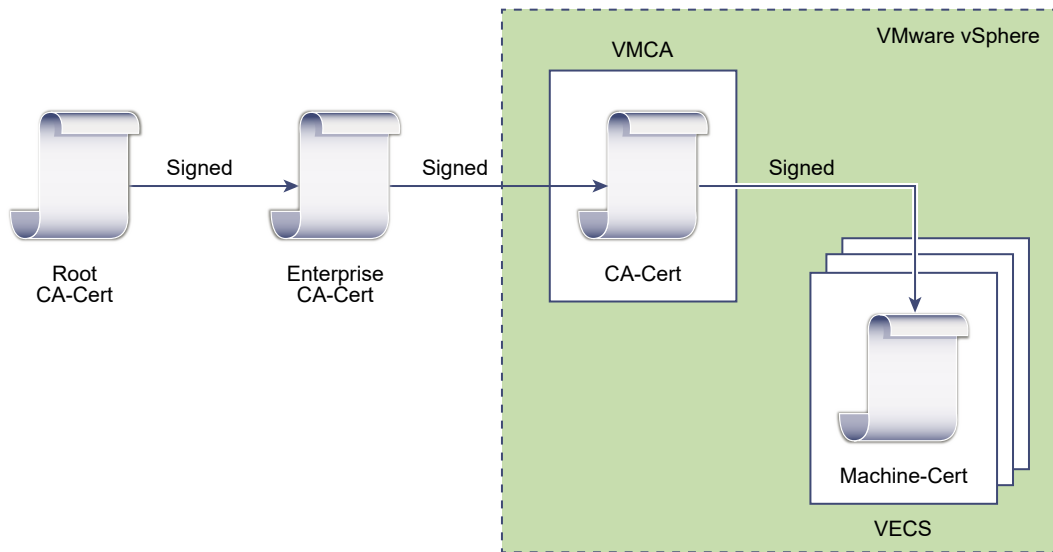 VMware vSphere
VMCA
Signed
Signed
Signed
Root
CA-Cert
Enterprise
CA-Cert
CA-Cert
Machine-Cert
VECS